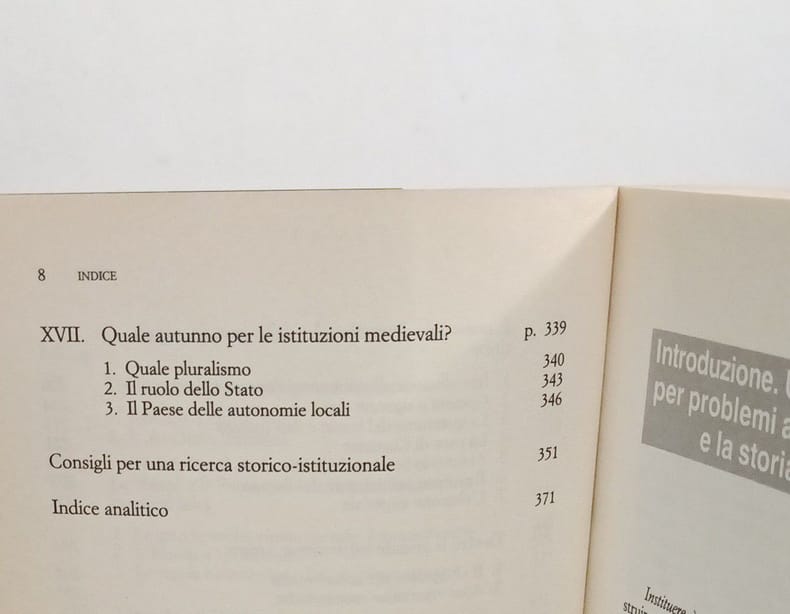 8 INDICE
XVII. Quale autunno per le istituzioni medievali? p. 339
1. Quale pluralismo 340
2. Il ruolo dello Stato 343
3. Il Paese delle autonomie locali 346
Consigli per una ricerca storico-istituzionale 351
Indice analitico 371
Introduzione.
per problemi
e la storia
Instituere